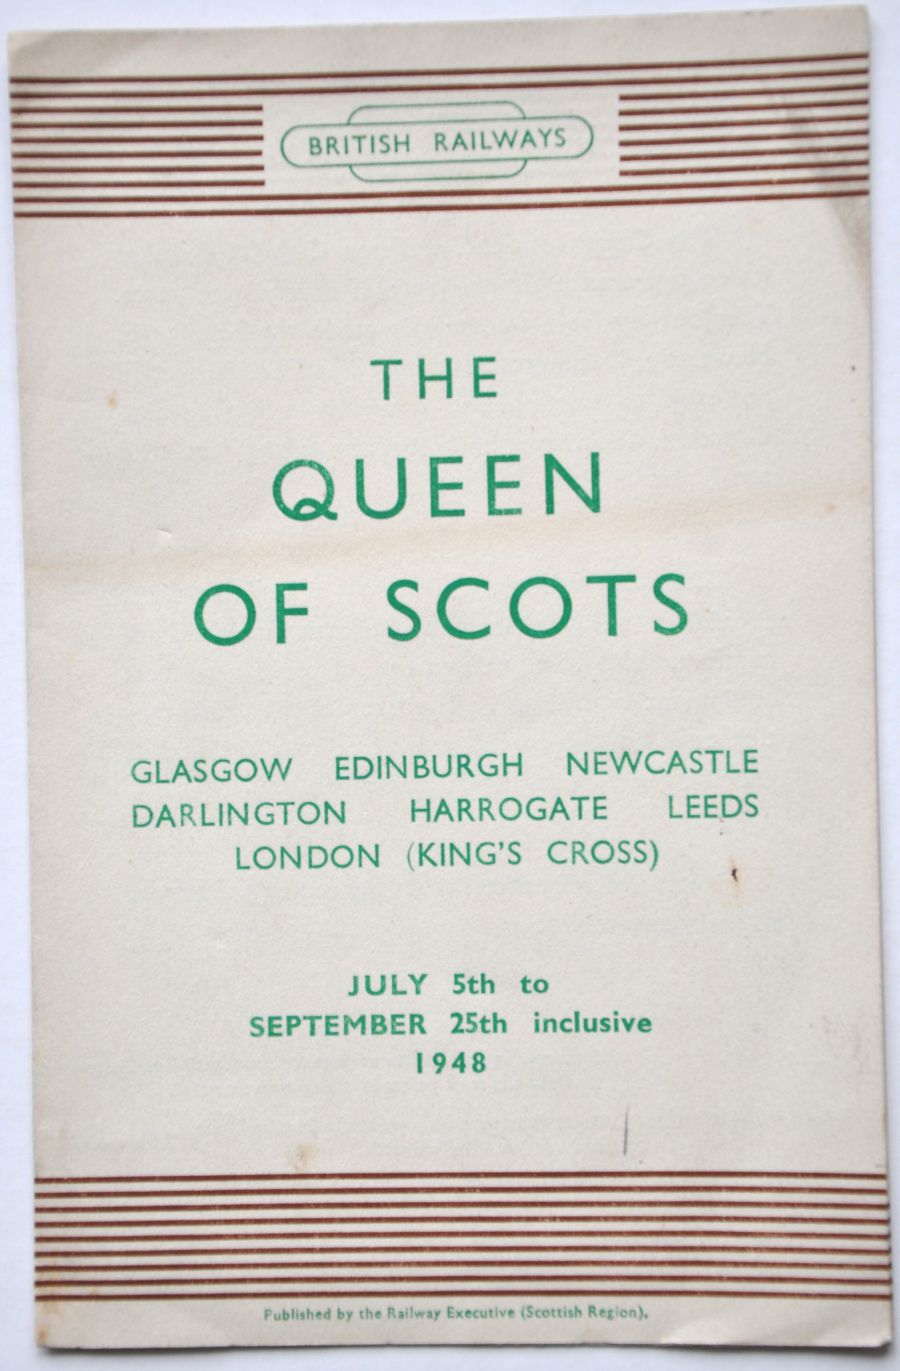 BRITISH RAILWAYS
THE
QUEEN
OF SCOTS
GLASGOW EDINBURGH NEWCASTLE
DARLINGTON HARROGATE LEEDS
LONDON (KING'S CROSS)
JULY 5th to
SEPTEMBER 25th inclusive
1948
Published by the Railway Executive (Scottish Region).